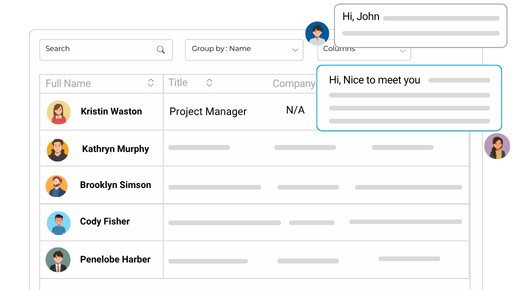 Hi, John
Search
Group by : Name
Columns
Hi, Nice to meet you
Full Name
Title
Company
Kristin Waston
Project Manager
N/A
Kathryn Murphy
Brooklyn Simson
Cody Fisher
Penelobe Harber